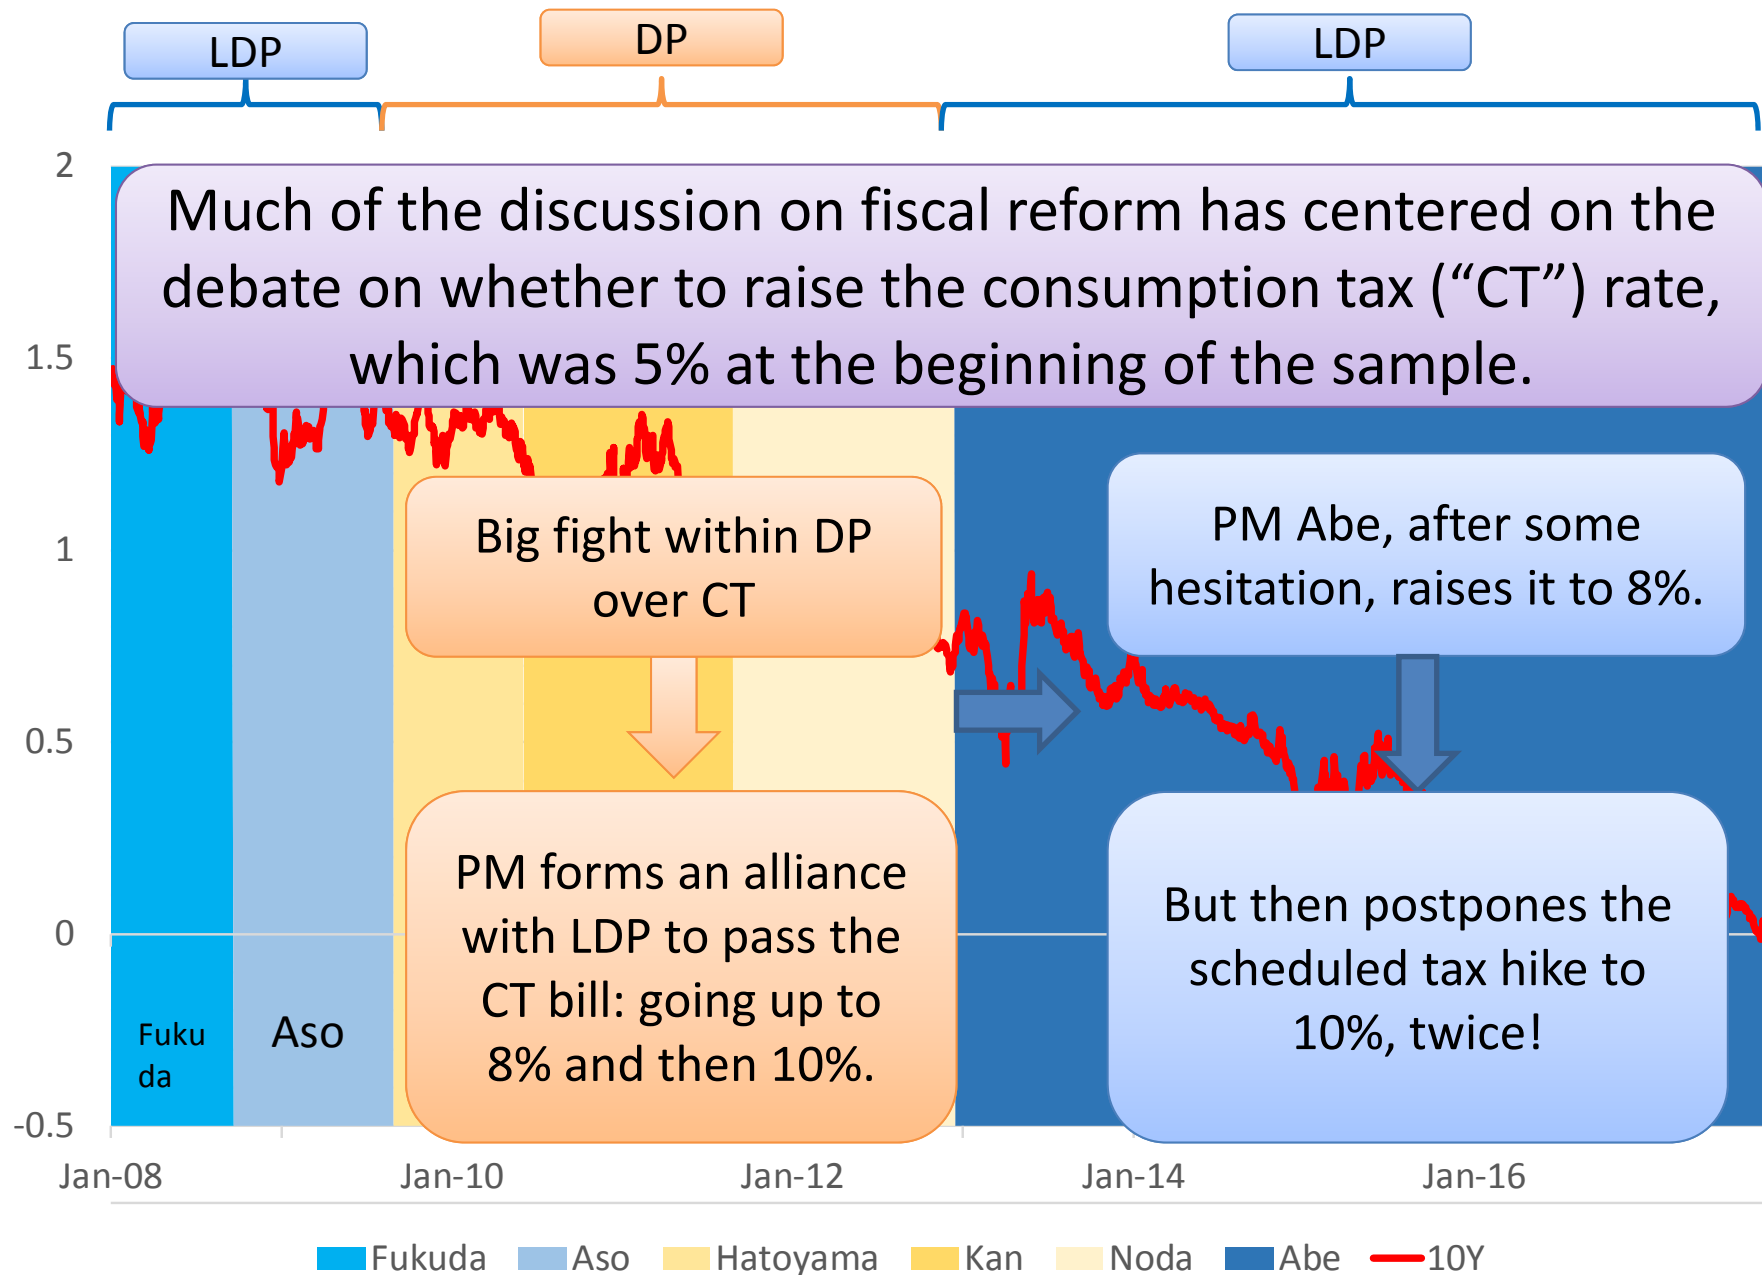 LDP
DP
LDP
2
1.5
1
0.5
0
-0.5
Much of the discussion on fiscal reform has centered on the
debate on whether to raise the consumption tax (“CT”) rate,
which was 5% at the beginning of the sample.
Big fight within DP
over CT
PM Abe, after some
hesitation, raises it to 8%.
PM forms an alliance
with LDP to pass the
CT bill: going up to
8% and then 10%.
But then postpones the
scheduled tax hike to
10%, twice!
Fuku
da
Aso
Jan-08 Jan-10 Jan-12 Jan-14 Jan-16
Fukuda Aso Hatoyama Kan Noda Abe 10Y